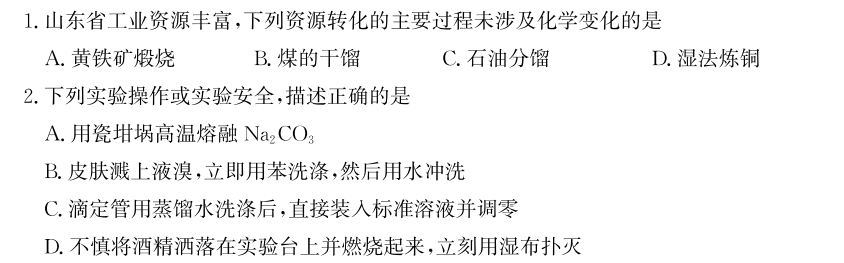 1. 山东省工业资源丰富,下列资源转化的主要过程未涉及化学变化的是
A. 黄铁矿煅烧 B. 煤的干馏 C. 石油分馏 D. 湿法炼铜
2. 下列实验操作或实验安全,描述正确的是
A. 用瓷坩埚高温熔融 Na₂CO₃
B. 皮肤溅上液溴,立即用苯洗涤,然后用水冲洗
C. 滴定管用蒸馏水洗涤后,直接装入标准溶液并调零
D. 不慎将酒精洒落在实验台上并燃烧起来,立刻用湿布扑灭